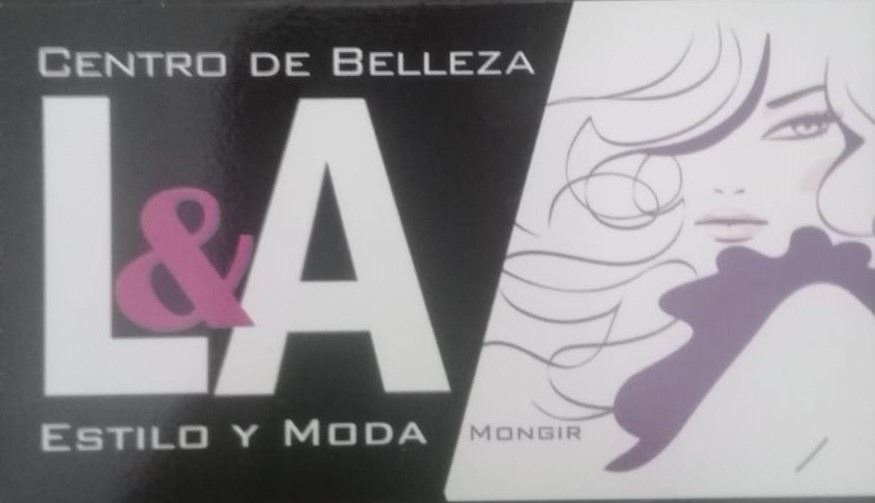 CENTRO DE BELLEZA
L&A
ESTILO Y MODA
MONGIR